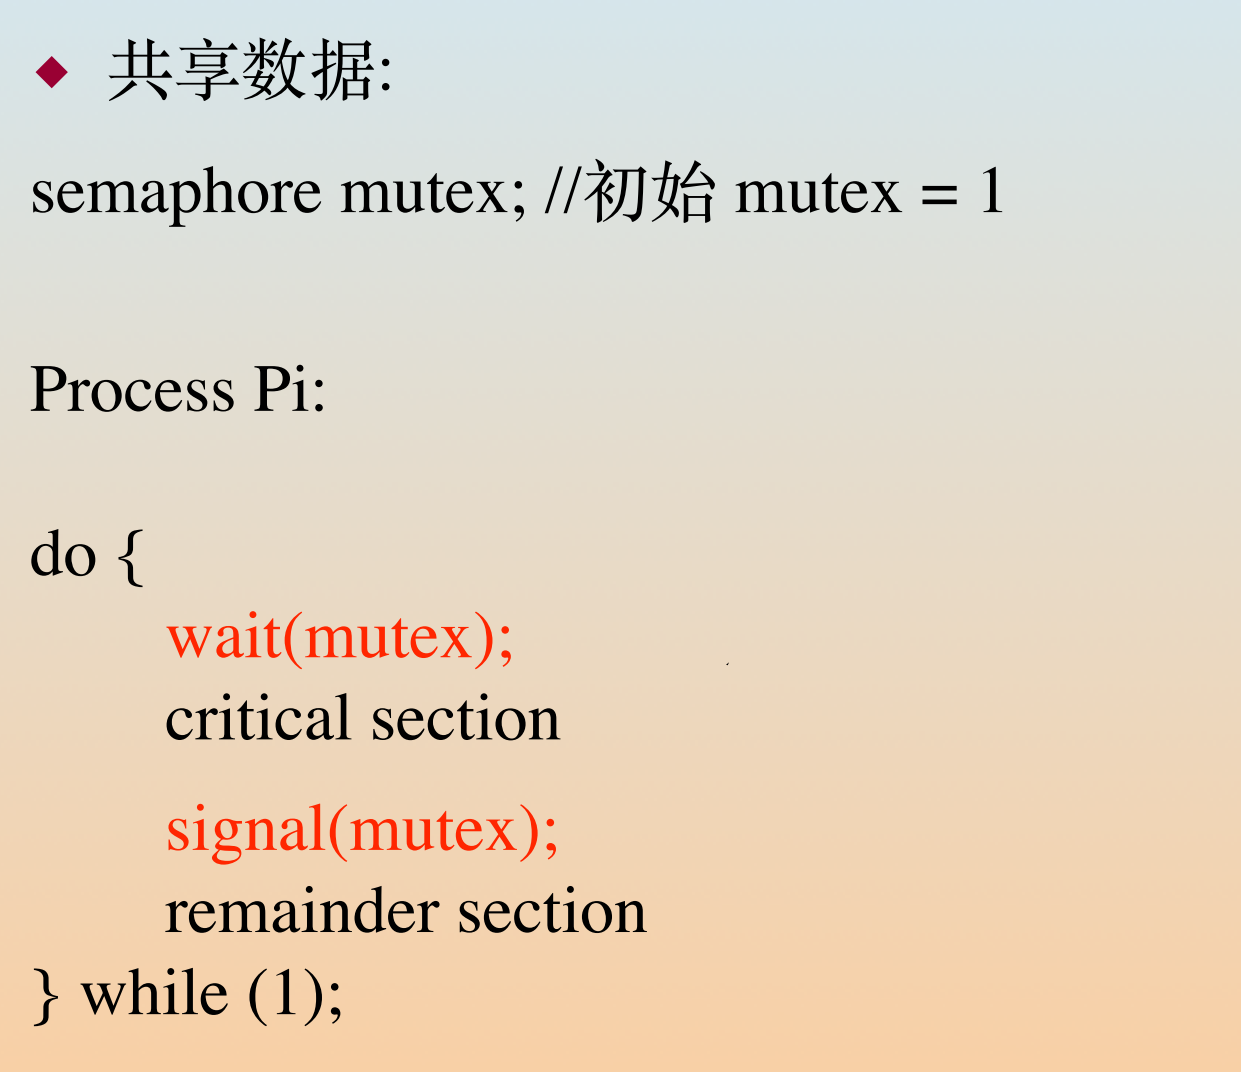 ◆ 共享数据:
semaphore mutex; //初始 mutex = 1
Process Pi:
do {
wait(mutex);
critical section
signal(mutex);
remainder section
} while (1);